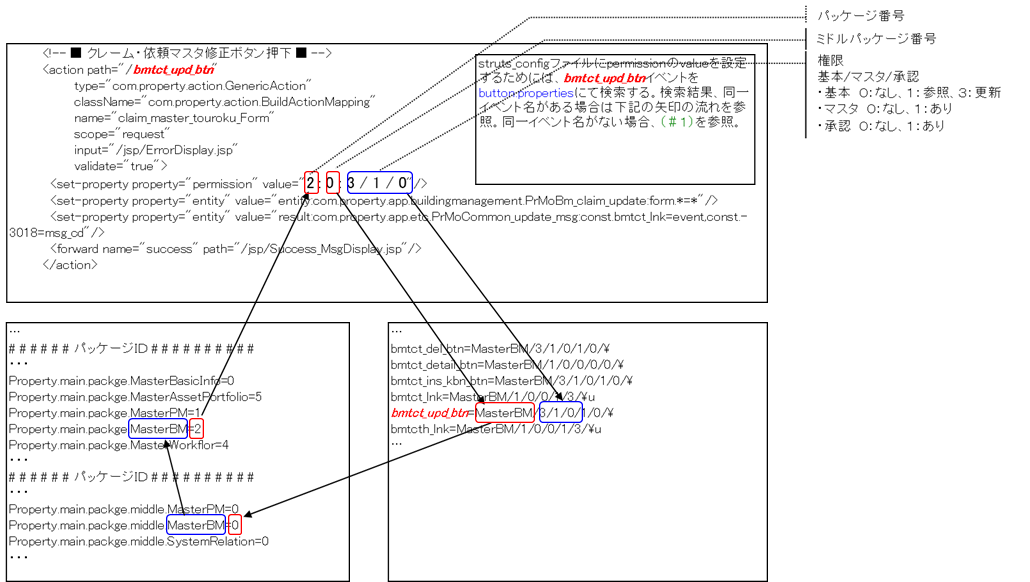 パッケージ番号
ミドルパッケージ番号
権限
基本/マスタ/承認
・基本 0：なし、1：参照、3：更新
・マスタ 0：なし、1：あり
・承認 0：なし、1：あり
<!-- ■ クレーム・依頼マスタ修正ボタン押下 ■ -->
<action path="/bmtct_upd_btn"
type="com.property.action.GenericAction"
className="com.property.action.BuildActionMapping"
name="claim_master_touroku_Form"
scope="request"
input="/jsp/ErrorDisplay.jsp"
validate="true">
<set-property property="permission" value="2:0:3/1/0"/>
<set-property property="entity" value="entity:com.property.app.buildingmanagement.PrMoBm_claim_update:form.*=*"/>
<set-property property="entity" value="result:com.property.app.etc.PrMoCommon_update_msg:const.bmtct_lnk=event,const.-
3018=msg_cd"/>
<forward name="success" path="/jsp/Success_MsgDisplay.jsp"/>
</action>
struts_configファイルにpermissionのvalueを設定
するためには、bmtct_upd_btnイベントを
button.propertiesにて検索する。検索結果、同一
イベント名がある場合は下記の矢印の流れを参
照。同一イベント名がない場合、（＃1）を参照。
…
＃＃＃＃＃＃ パッケージID ＃＃＃＃＃＃＃＃＃＃
・・・
Property.main.packge.MasterBasicInfo=0
Property.main.packge.MasterAssetPortfolio=5
Property.main.packge.MasterPM=1
Property.main.packge.MasterBM=2
Property.main.packge.MasterWorkflor=4
・・・
＃＃＃＃＃＃ パッケージID ＃＃＃＃＃＃＃＃＃＃
・・・
Property.main.packge.middle.MasterPM=0
Property.main.packge.middle.MasterBM=0
Property.main.packge.middle.SystemRelation=0
・・・
…
bmtct_del_btn=MasterBM/3/1/0/1/0/¥
bmtct_detail_btn=MasterBM/1/0/0/0/0/¥
bmtct_ins_kbn_btn=MasterBM/3/1/0/1/0/¥
bmtct_lnk=MasterBM/1/0/0/1/3/¥u
bmtct_upd_btn=MasterBM/3/1/0/1/0/¥
bmtcth_lnk=MasterBM/1/0/0/1/3/¥u
…